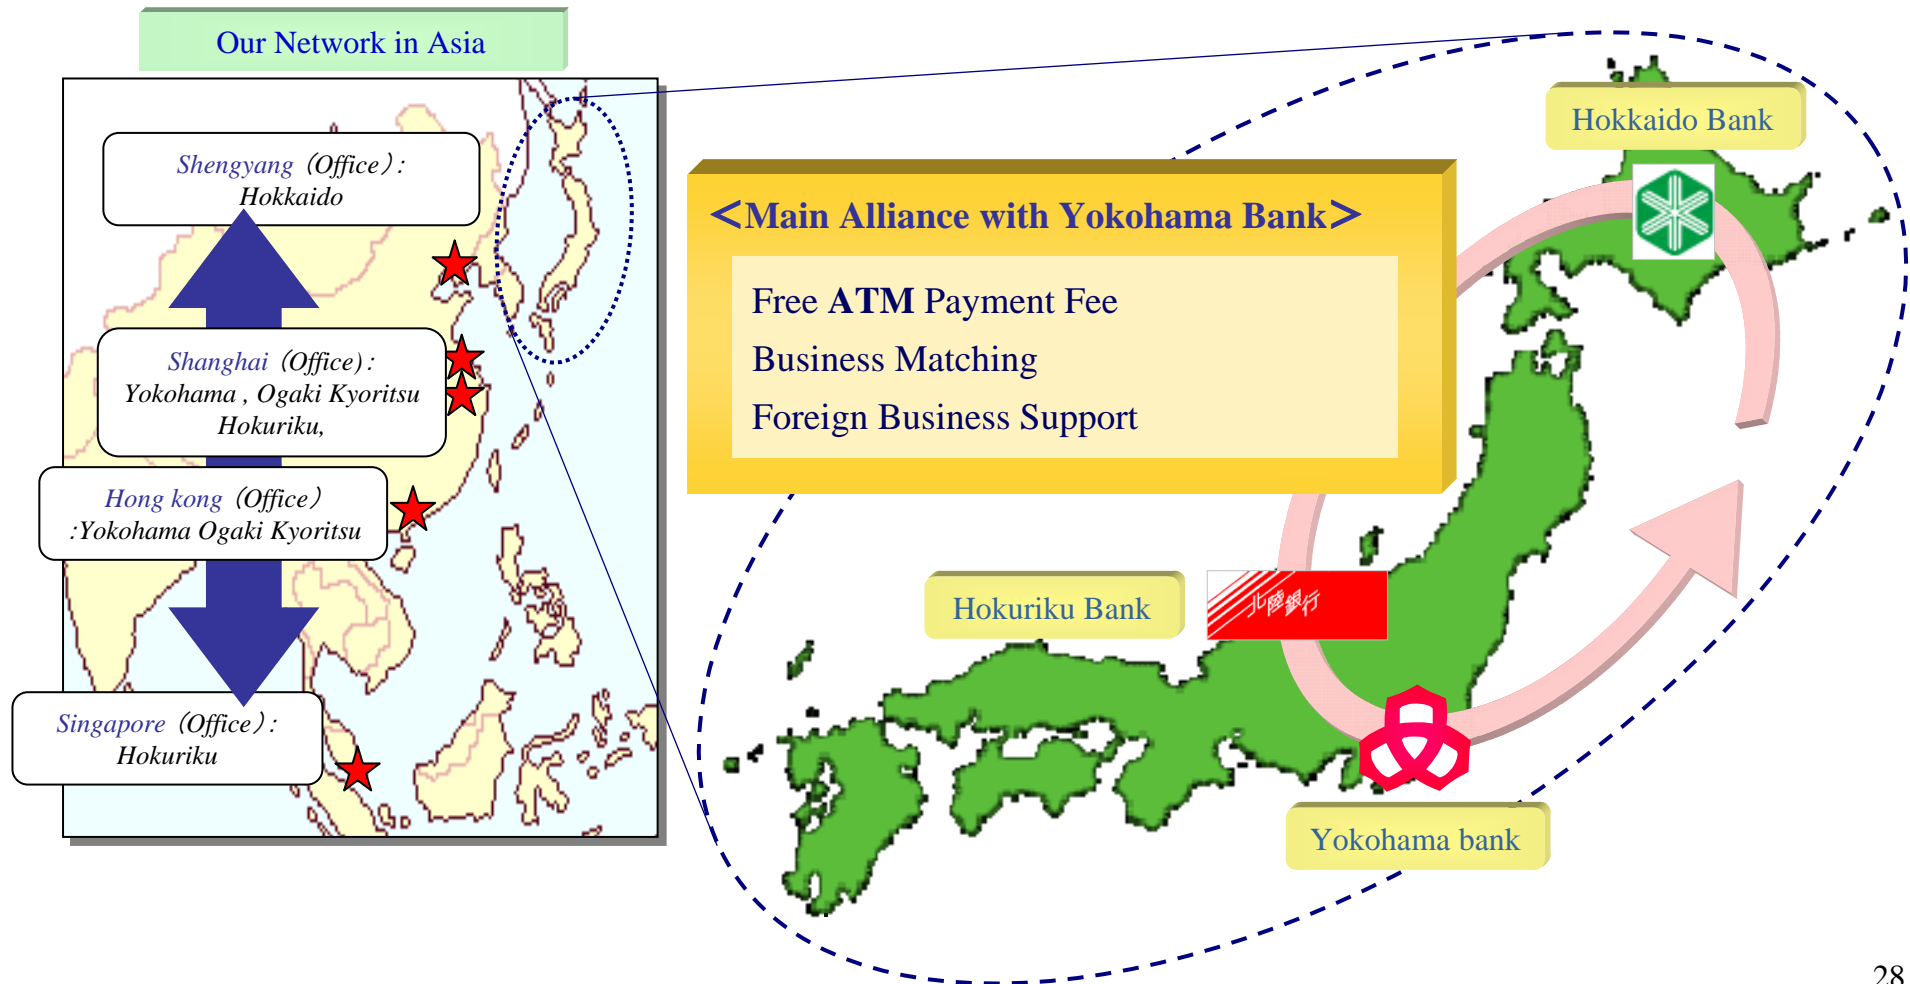 Our Network in Asia
Shengyang（Office）:
Hokkaido
Shanghai（Office）:
Yokohama , Ogaki Kyoritsu
Hokuriku,
Hong kong（Office）
:Yokohama Ogaki Kyoritsu
Singapore（Office）:
Hokuriku
＜Main Alliance with Yokohama Bank＞
Free ATM Payment Fee
Business Matching
Foreign Business Support
Hokkaido Bank
Hokuriku Bank
北陸銀行
Yokohama bank
28